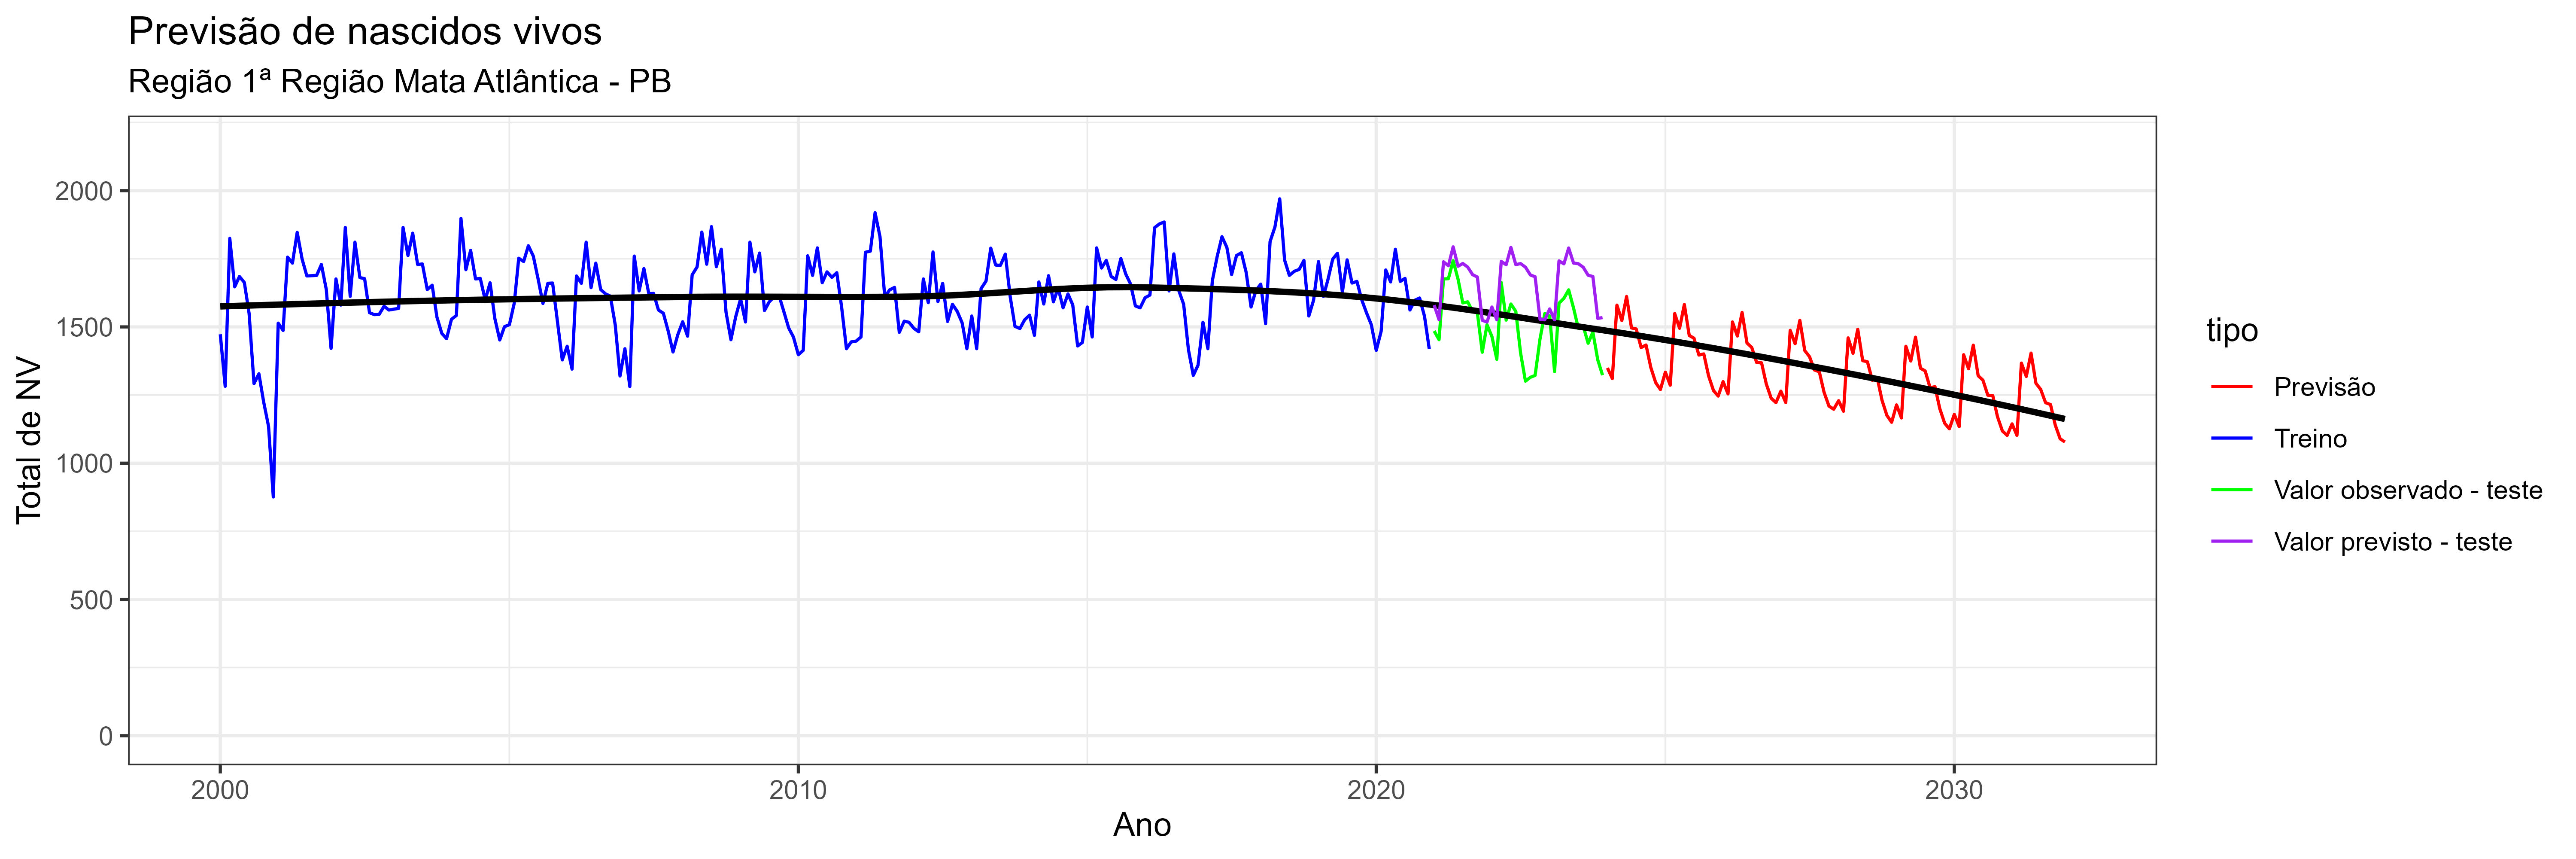 Previsão de nascidos vivos
Região 1ª Região Mata Atlântica - PB
Total de NV
2000
1500
1000
500
0
2000
2010
2020
2030
Ano
tipo
Previsão
Treino
Valor observado - teste
Valor previsto - teste